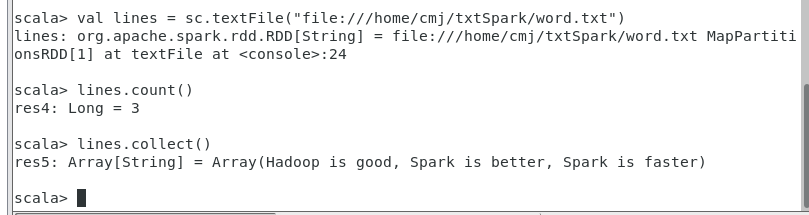 scala> val lines = sc.textFile("file:///home/cmj/txtSpark/word.txt")
lines: org.apache.spark.rdd.RDD[String] = file:///home/cmj/txtSpark/word.txt MapPartiti
onsRDD[1] at textFile at <console>:24
scala> lines.count()
res4: Long = 3
scala> lines.collect()
res5: Array[String] = Array(Hadoop is good, Spark is better, Spark is faster)
scala>